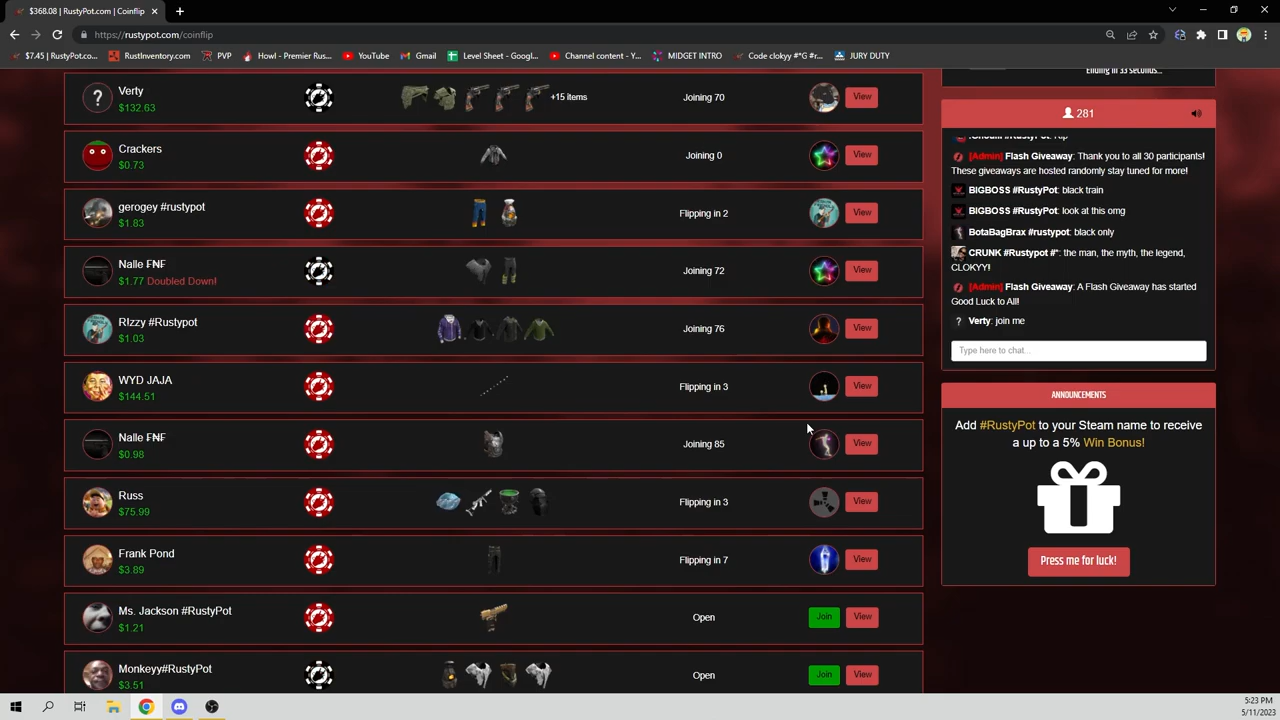 $368.08 | RustyPot.com | Coinflip
https://rustypot.com/coinflip
$7.45 | RustyPot.co...
RustInventory.com
PVP
Howl - Premier Rus...
YouTube
Gmail
Level Sheet - Googl...
Channel content - Y...
MIDGET INTRO
Code clokyy #*G #r...
JURY DUTY
Verty
$132.63
+15 items
Joining 70
View
Crackers
$0.73
Joining 0
View
gerogey #rustypot
$1.83
Flipping in 2
View
Nalle FNF
$1.77 Doubled Down!
Joining 72
View
R!zzy #Rustypot
$1.03
Joining 76
View
WYD JAJA
$144.51
Flipping in 3
View
Nalle FNF
$0.98
Joining 85
View
Russ
$75.99
Flipping in 3
View
Frank Pond
$3.89
Flipping in 7
View
Ms. Jackson #RustyPot
$1.21
Open
Join
View
Monkeyy#RustyPot
$3.51
Open
Join
View
Ending in 33 seconds...
281
[Admin] Flash Giveaway: Thank you to all 30 participants!
These giveaways are hosted randomly stay tuned for more!
BIGBOSS #RustyPot: black train
BIGBOSS #RustyPot: look at this omg
BotaBagBrax #rustypot: black only
CRUNK #Rustypot #*: the man, the myth, the legend,
CLOKYY!
[Admin] Flash Giveaway: A Flash Giveaway has started
Good Luck to All!
? Verty: join me
Type here to chat...
ANNOUNCEMENTS
Add #RustyPot to your Steam name to receive
a up to a 5% Win Bonus!
Press me for luck!
5:23 PM
5/11/2023